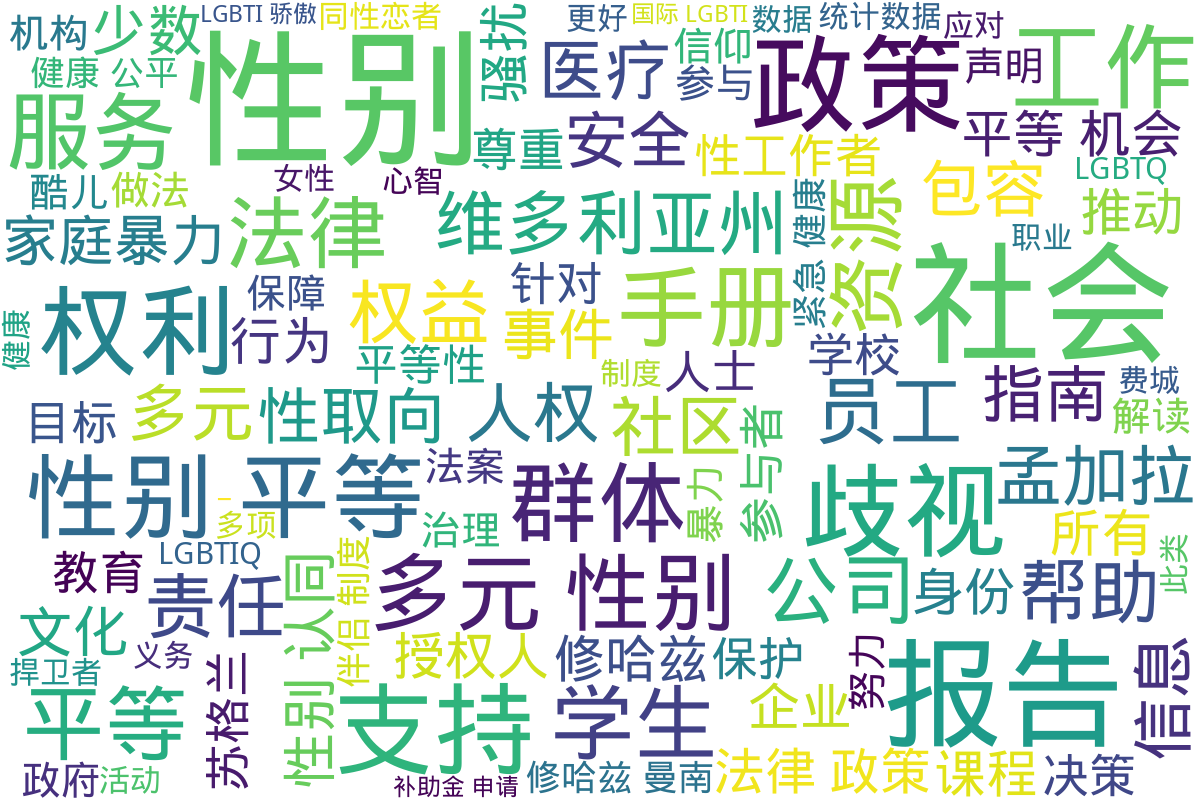 LGBTI 骄傲
同性恋者
更好
国际 LGBTI
数据
统计数据
应对
机构
少数
性别
骚扰
医疗
信仰
参与
政策
声明
工作
健康 公平
服务
尊重
安全
性工作者
平等 机会
酷儿
做法
女性
心智
包容
LGBTQ
推动
家庭暴力
法律
维多利亚州
健康
资源
职业
权利
保障
行为
权益
针对
事件
手册
紧急
社会
健康
平等性
制度
人士
学校
员工
指南
费城
解读
目标
多元
性取向
人权
社区
参与者
孟加拉
性别 平等
法案
群体
暴力
歧视
所有
多项
治理
教育
LGBTIQ
责任
性别 认同
伴侣 制度
多元 性别
公司
身份
帮助
此类
文化
捍卫者
义务
授权人
修哈兹
保护
努力
平等
苏格兰
支持
学生
企业
报告
信息
政府
活动
补助金 申请
修哈兹 曼南
法律 政策
课程
决策